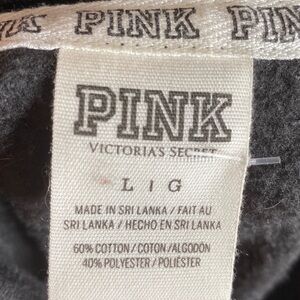 PINK PINK PINK
PINK
VICTORIA'S SECRET
L | G
MADE IN SRI LANKA / FAIT AU
SRI LANKA / HECHO EN SRI LANKA
60% COTTON / COTON / ALGODÓN
40% POLYESTER / POLIÉSTER